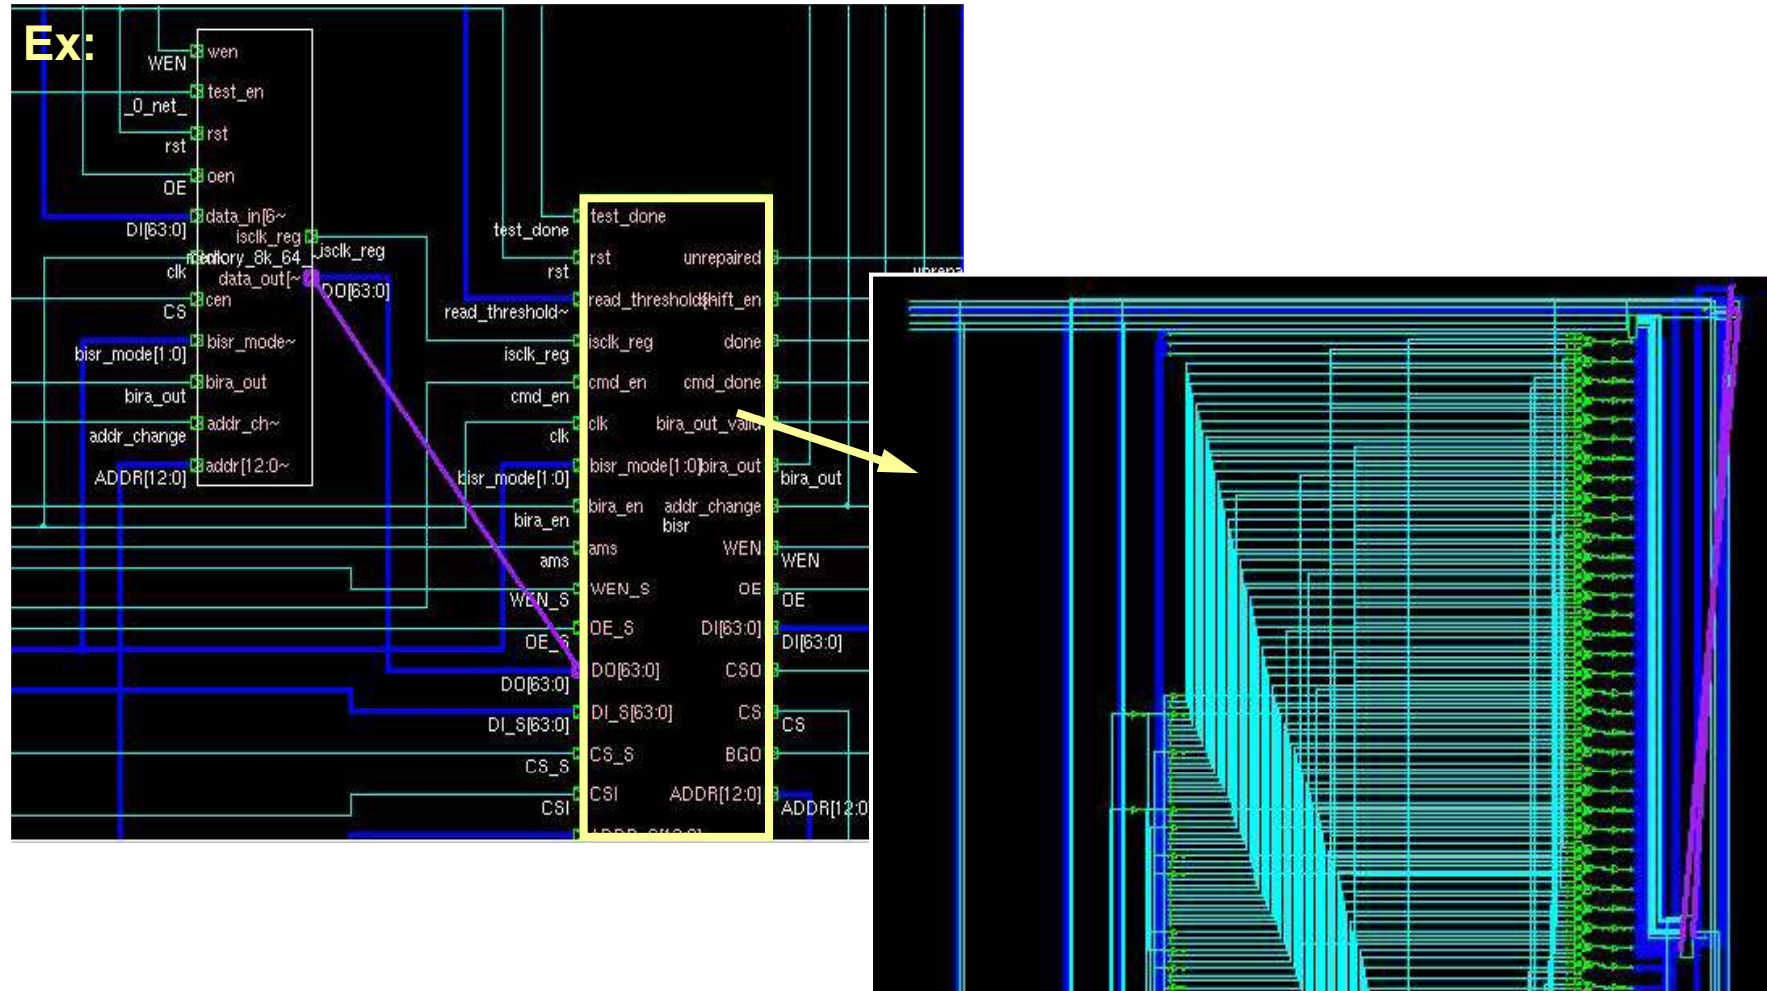 Ex:
wen
WEN
test_en
_0_net_
rst
rst
oen
OE
data_in[6~
DI[63:0]
isclk_reg
isclk_reg
clk
data_out[~
DO[63:0]
cen
CS
bisr_mode~
bisr_mode[1:0]
bira_out
bira_out
addr_ch~
addr_change
addr[12:0~
ADDR[12:0]
test_done
test_done
rst
unrepaired
rst
read_threshold
shift_en
read_threshold~
isclk_reg
done
isclk_reg
cmd_en
cmd_done
cmd_en
clk
bira_out_valid
clk
bisr_mode[1:0]
bira_out
bisr_mode[1:0]
bira_out
bira_en
addr_change
bira_en
bisr
ams
WEN
ams
WEN
WEN_S
OE
WEN_S
OE
OE_S
DI[63:0]
OE_S
DI[63:0]
DO[63:0]
CSO
DO[63:0]
DI_S[63:0]
CS
DI_S[63:0]
CS
CS_S
BGO
CS_S
CSI
ADDR[12:0]
CSI
ADDR[12:0